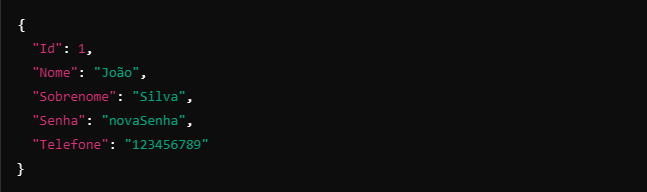 {
"Id": 1,
"Nome": "João",
"Sobrenome": "Silva",
"Senha": "novaSenha",
"Telefone": "123456789"
}